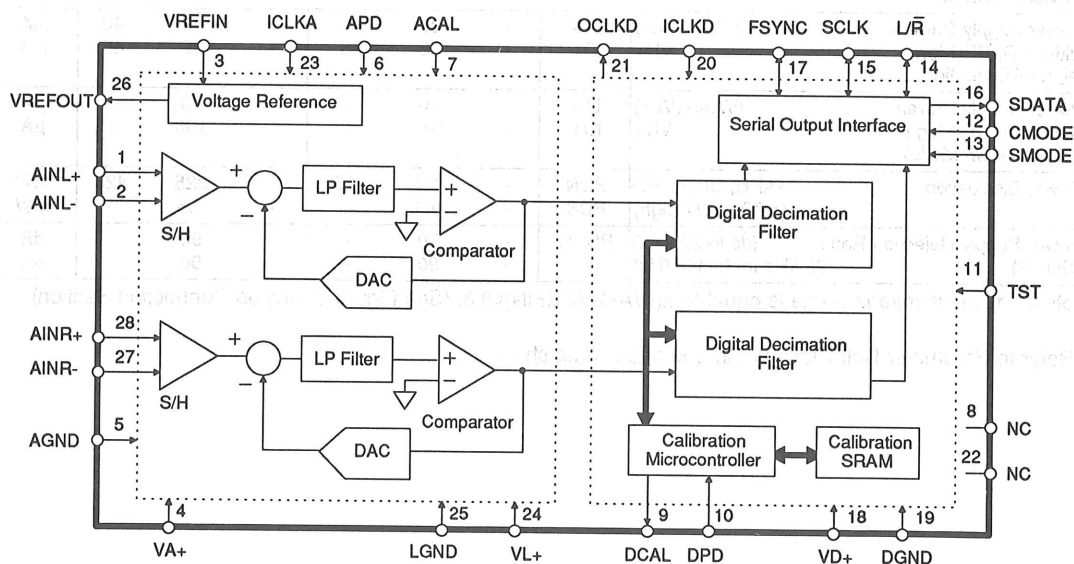 VREFIN ICLKA APD ACAL OCLKD ICLKD FSYNC SCLK L/R̅
3 23 6 7 21 20 17 15 14
26
VREFOUT
Voltage Reference
Serial Output Interface
16 SDATA
12 CMODE
13 SMODE
AINL+ 1
AINL- 2
S/H
+
−
LP Filter
+
−
Comparator
DAC
Digital Decimation
Filter
11
TST
AINR+ 28
AINR- 27
S/H
+
−
LP Filter
+
−
Comparator
DAC
Digital Decimation
Filter
AGND 5
8
NC
Calibration
Microcontroller
Calibration
SRAM
22
NC
4 25 24 9 10 18 19
VA+ LGND VL+ DCAL DPD VD+ DGND